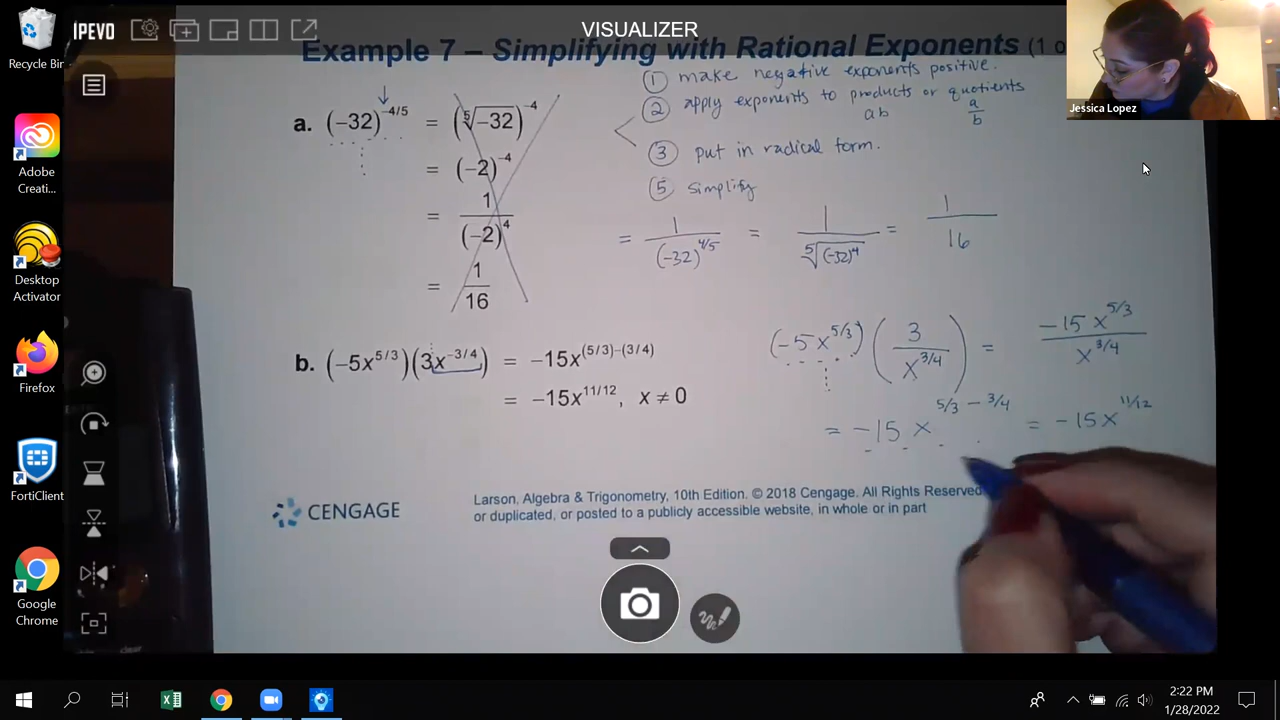 VISUALIZER
IPEVO
Recycle Bin
Adobe
Creati...
Desktop
Activator
Firefox
FortiClient
Google
Chrome
Jessica Lopez
Example 7 – Simplifying with Rational Exponents (1 o
① make negative exponents positive.
② apply exponents to products or quotients
ab a/b
③ put in radical form.
⑤ simplify
a. (−32)^−4/5 = (⁵√−32)^−4
= (−2)^−4
= 1/(−2)^4
= 1/16
= 1/(-32)^4/5 = 1/⁵√(-32)^4 = 1/16
b. (−5x^5/3)(3x^−3/4) = −15x^(5/3)−(3/4)
= −15x^11/12, x ≠ 0
(-5x^5/3)(3/x^3/4) = -15x^5/3/x^3/4
= -15x^5/3 - 3/4 = -15x^11/12
CENGAGE
Larson, Algebra & Trigonometry, 10th Edition. © 2018 Cengage. All Rights Reserved
or duplicated, or posted to a publicly accessible website, in whole or in part
2:22 PM
1/28/2022